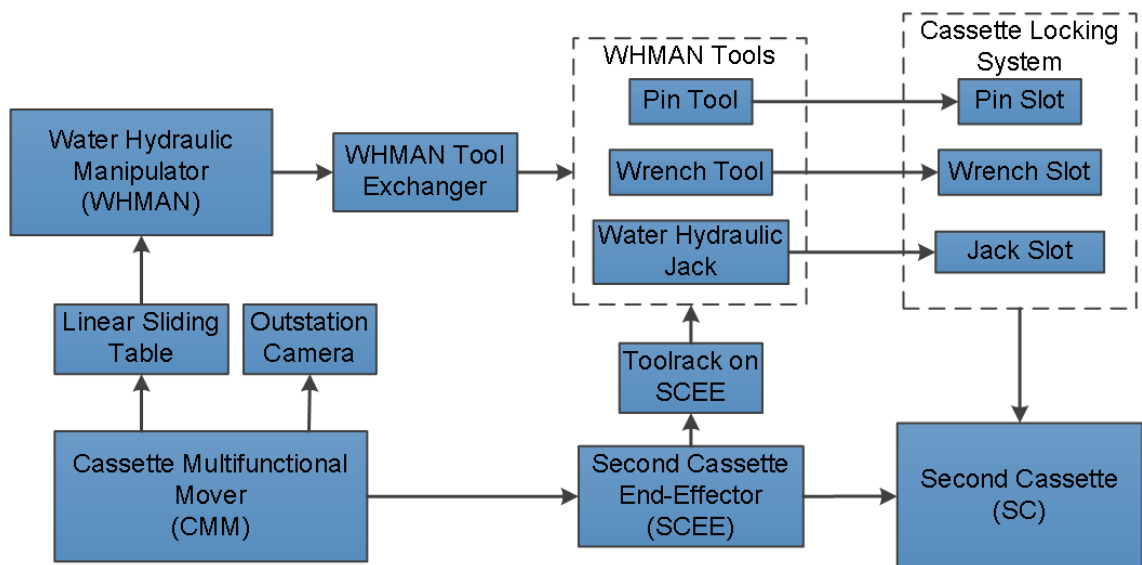 Cassette Locking
System
WHMAN Tools
Pin Tool
Pin Slot
Water Hydraulic
Manipulator
(WHMAN)
WHMAN Tool
Exchanger
Wrench Tool
Wrench Slot
Water Hydraulic
Jack
Jack Slot
Linear Sliding
Table
Outstation
Camera
Toolrack on
SCEE
Cassette Multifunctional
Mover
(CMM)
Second Cassette
End-Effector
(SCEE)
Second Cassette
(SC)